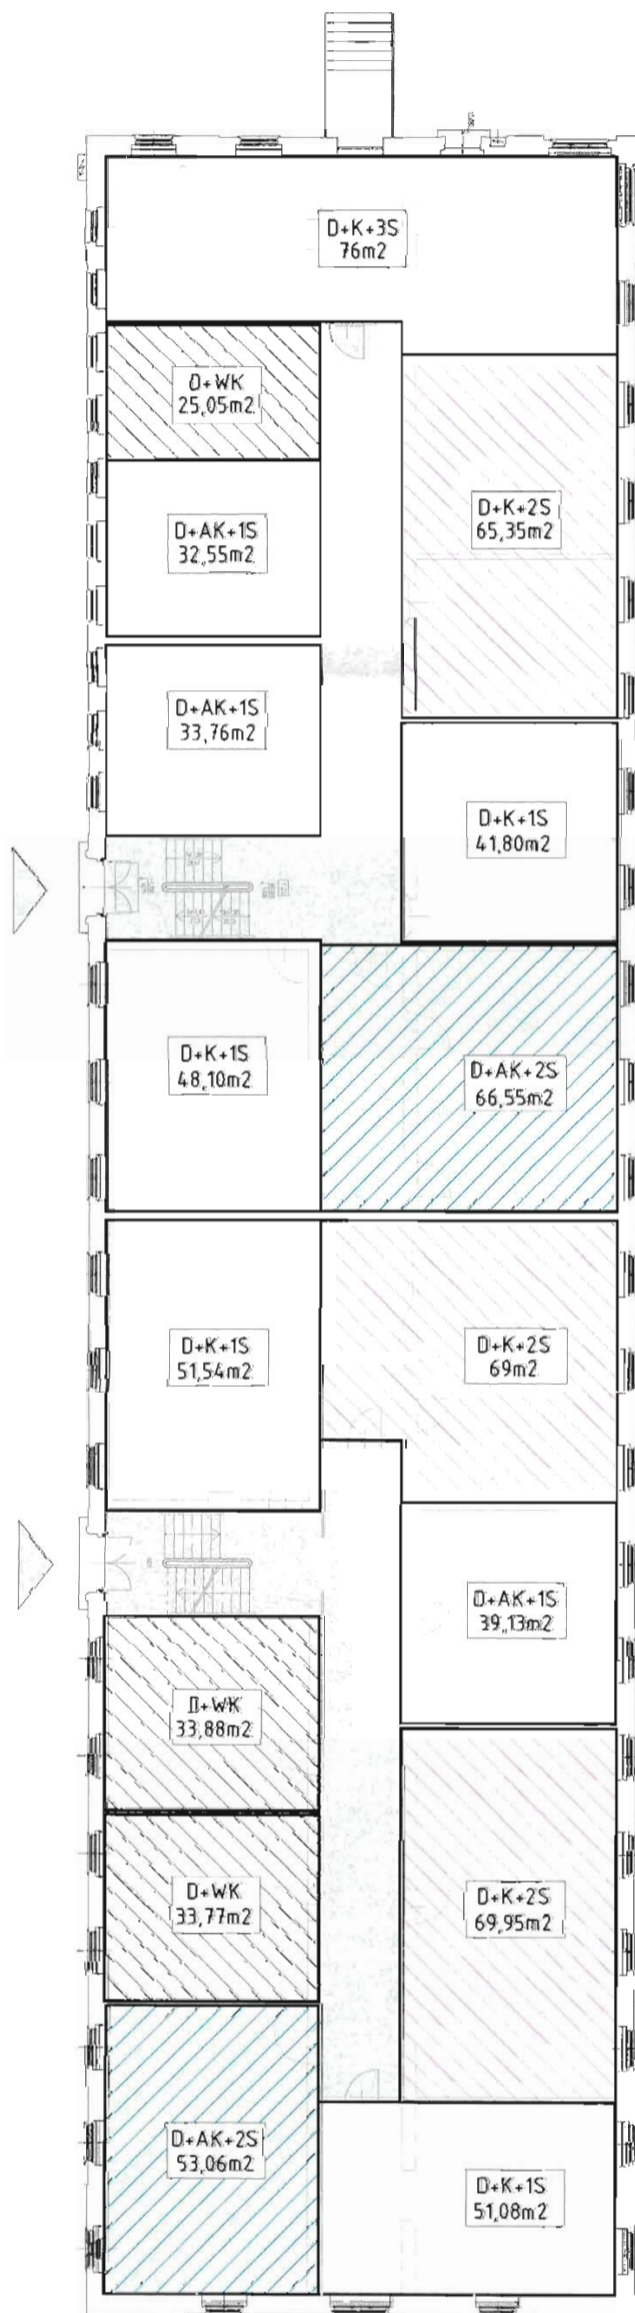 D+K+3S
76m2
D+WK
25,05m2
D+K+2S
65,35m2
D+AK+1S
32,55m2
D+AK+1S
33,76m2
D+K+1S
41,80m2
D+K+1S
48,10m2
D+AK+2S
66,55m2
D+K+1S
51,54m2
D+K+2S
69m2
D+AK+1S
39,13m2
D+WK
33,88m2
D+WK
33,77m2
D+K+2S
69,95m2
D+AK+2S
53,06m2
D+K+1S
51,08m2